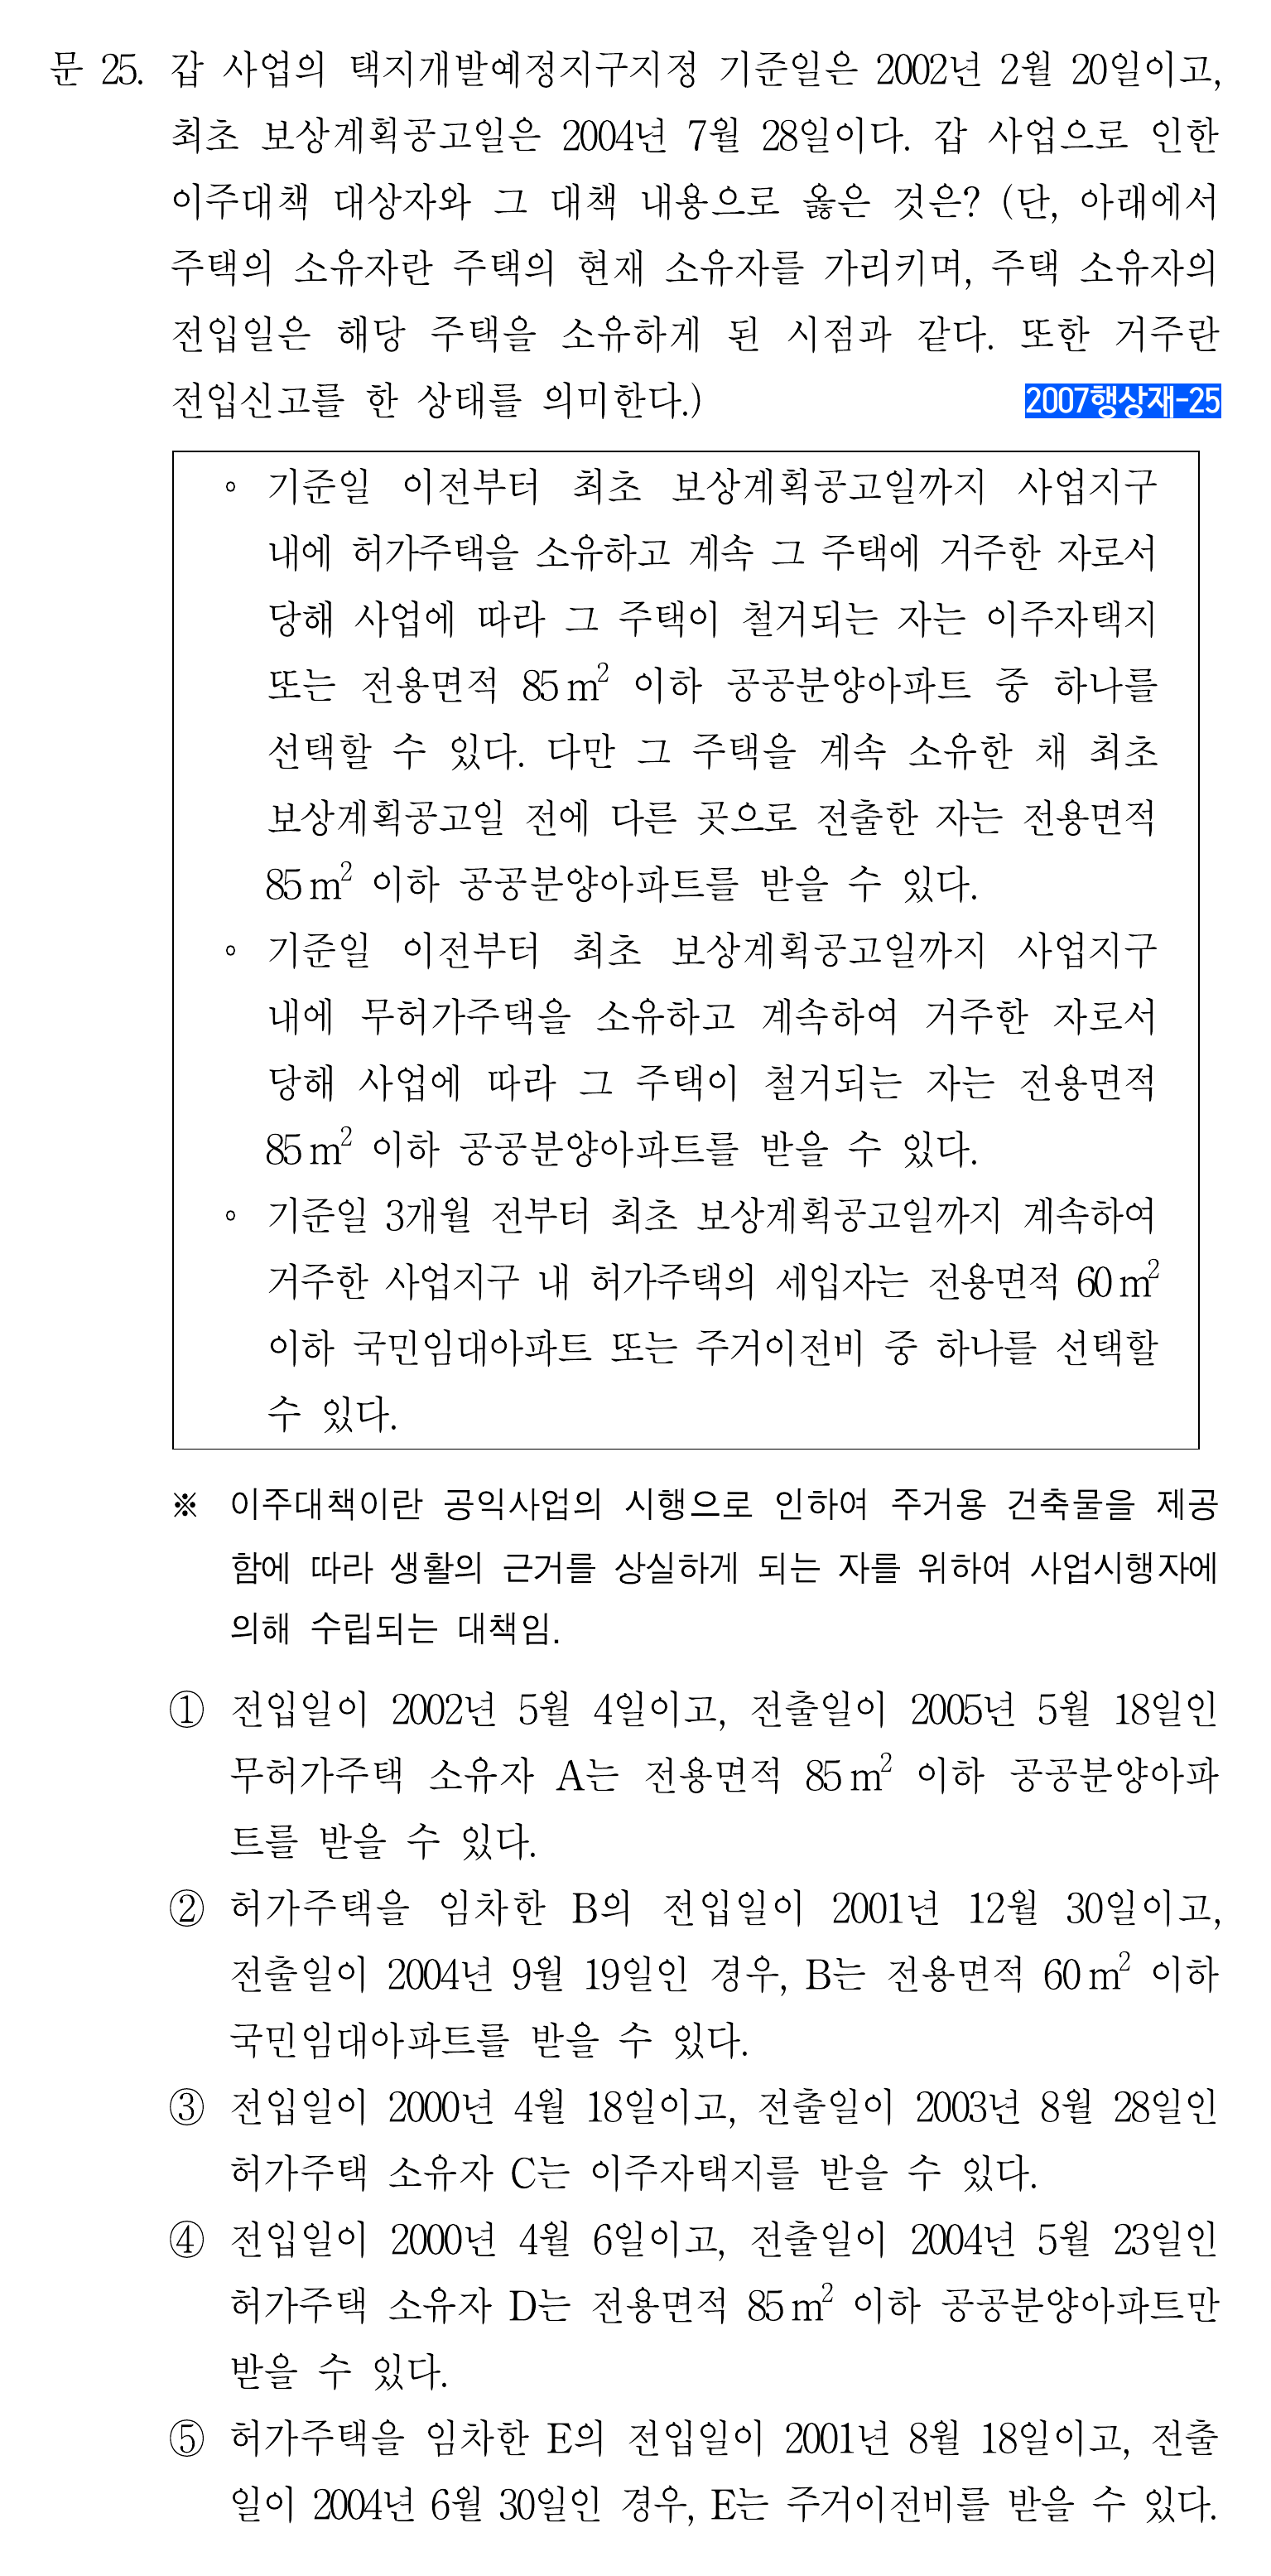 문 25. 갑 사업의 택지개발예정지구지정 기준일은 2002년 2월 20일이고,
최초 보상계획공고일은 2004년 7월 28일이다. 갑 사업으로 인한
이주대책 대상자와 그 대책 내용으로 옳은 것은? (단, 아래에서
주택의 소유자란 주택의 현재 소유자를 가리키며, 주택 소유자의
전입일은 해당 주택을 소유하게 된 시점과 같다. 또한 거주란
전입신고를 한 상태를 의미한다.) 2007행상재-25
◦ 기준일 이전부터 최초 보상계획공고일까지 사업지구
내에 허가주택을 소유하고 계속 그 주택에 거주한 자로서
당해 사업에 따라 그 주택이 철거되는 자는 이주자택지
또는 전용면적 85m² 이하 공공분양아파트 중 하나를
선택할 수 있다. 다만 그 주택을 계속 소유한 채 최초
보상계획공고일 전에 다른 곳으로 전출한 자는 전용면적
85m² 이하 공공분양아파트를 받을 수 있다.
◦ 기준일 이전부터 최초 보상계획공고일까지 사업지구
내에 무허가주택을 소유하고 계속하여 거주한 자로서
당해 사업에 따라 그 주택이 철거되는 자는 전용면적
85m² 이하 공공분양아파트를 받을 수 있다.
◦ 기준일 3개월 전부터 최초 보상계획공고일까지 계속하여
거주한 사업지구 내 허가주택의 세입자는 전용면적 60m²
이하 국민임대아파트 또는 주거이전비 중 하나를 선택할
수 있다.
※ 이주대책이란 공익사업의 시행으로 인하여 주거용 건축물을 제공
함에 따라 생활의 근거를 상실하게 되는 자를 위하여 사업시행자에
의해 수립되는 대책임.
① 전입일이 2002년 5월 4일이고, 전출일이 2005년 5월 18일인
무허가주택 소유자 A는 전용면적 85m² 이하 공공분양아파
트를 받을 수 있다.
② 허가주택을 임차한 B의 전입일이 2001년 12월 30일이고,
전출일이 2004년 9월 19일인 경우, B는 전용면적 60m² 이하
국민임대아파트를 받을 수 있다.
③ 전입일이 2000년 4월 18일이고, 전출일이 2003년 8월 28일인
허가주택 소유자 C는 이주자택지를 받을 수 있다.
④ 전입일이 2000년 4월 6일이고, 전출일이 2004년 5월 23일인
허가주택 소유자 D는 전용면적 85m² 이하 공공분양아파트만
받을 수 있다.
⑤ 허가주택을 임차한 E의 전입일이 2001년 8월 18일이고, 전출
일이 2004년 6월 30일인 경우, E는 주거이전비를 받을 수 있다.